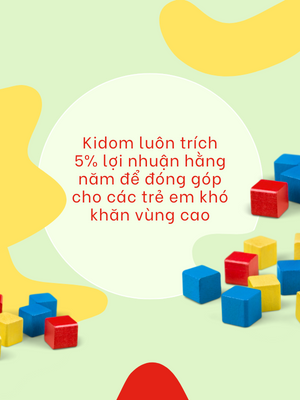 Kidom luôn trích
5% lợi nhuận hằng
năm để đóng góp
cho các trẻ em khó
khăn vùng cao